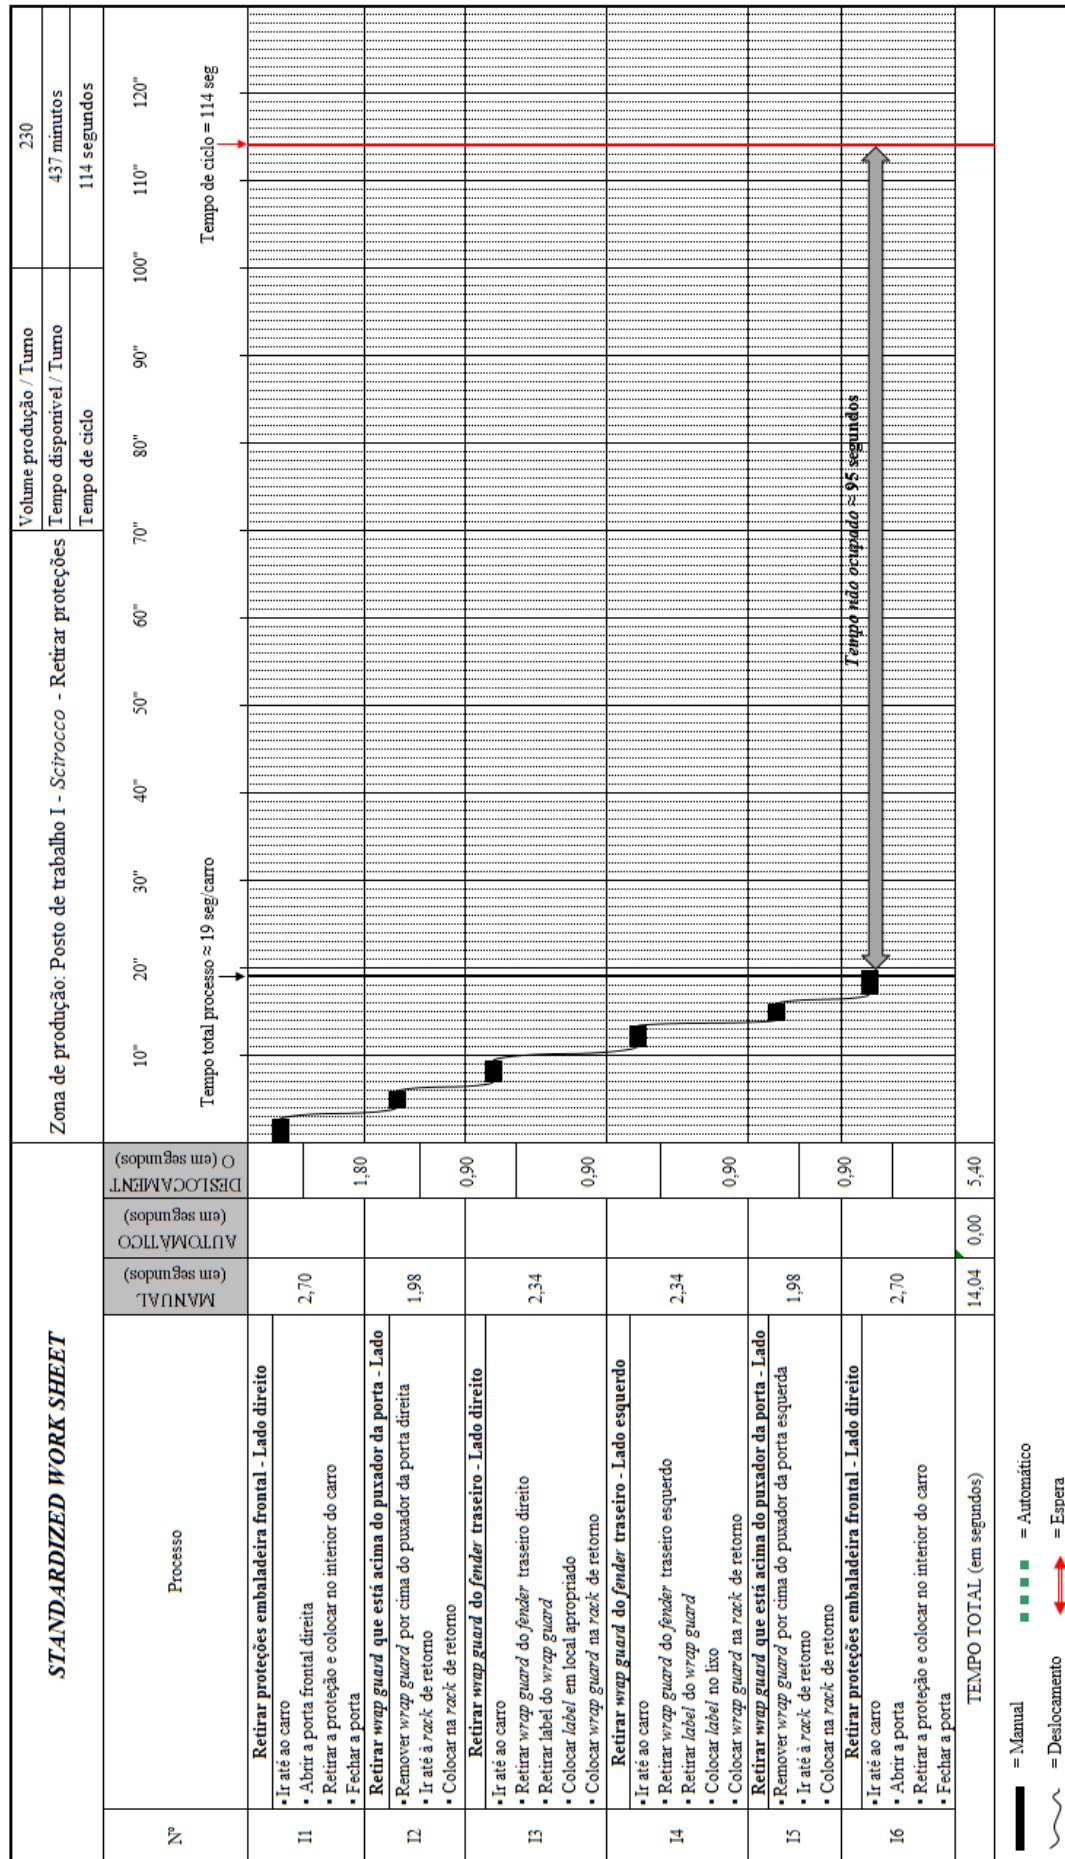 STANDARDIZED WORK SHEET
Zona de produção: Posto de trabalho I - Scirocco - Retirar proteções
Volume produção / Turno
230
Tempo disponível / Turno
437 minutos
Tempo de ciclo
114 segundos
Nº
Processo
MANUAL
(em segundos)
AUTOMÁTICO
(em segundos)
DESLOCAMENT
O (em segundos)
10"
20"
30"
40"
50"
60"
70"
80"
90"
100"
110"
120"
Tempo total processo ≈ 19 seg/carro
Tempo de ciclo = 114 seg
I1
Retirar proteções embaladeira frontal - Lado direito
▪ Ir até ao carro
▪ Abrir a porta frontal direita
▪ Retirar a proteção e colocar no interior do carro
▪ Fechar a porta
2,70
1,80
I2
Retirar wrap guard que está acima do puxador da porta - Lado
▪ Remover wrap guard por cima do puxador da porta direita
▪ Ir até à rack de retorno
▪ Colocar na rack de retorno
1,98
0,90
I3
Retirar wrap guard do fender traseiro - Lado direito
▪ Ir até ao carro
▪ Retirar wrap guard do fender traseiro direito
▪ Retirar label do wrap guard
▪ Colocar label em local apropriado
▪ Colocar wrap guard na rack de retorno
2,34
0,90
I4
Retirar wrap guard do fender traseiro - Lado esquerdo
▪ Ir até ao carro
▪ Retirar wrap guard do fender traseiro esquerdo
▪ Retirar label do wrap guard
▪ Colocar label no lixo
▪ Colocar wrap guard na rack de retorno
2,34
0,90
I5
Retirar wrap guard que está acima do puxador da porta - Lado
▪ Remover wrap guard por cima do puxador da porta esquerda
▪ Ir até à rack de retorno
▪ Colocar na rack de retorno
1,98
0,90
I6
Retirar proteções embaladeira frontal - Lado direito
▪ Ir até ao carro
▪ Abrir a porta
▪ Retirar a proteção e colocar no interior do carro
▪ Fechar a porta
2,70
Tempo não ocupado ≈ 95 segundos
TEMPO TOTAL (em segundos)
14,04
0,00
5,40
= Manual
= Automático
= Deslocamento
= Espera